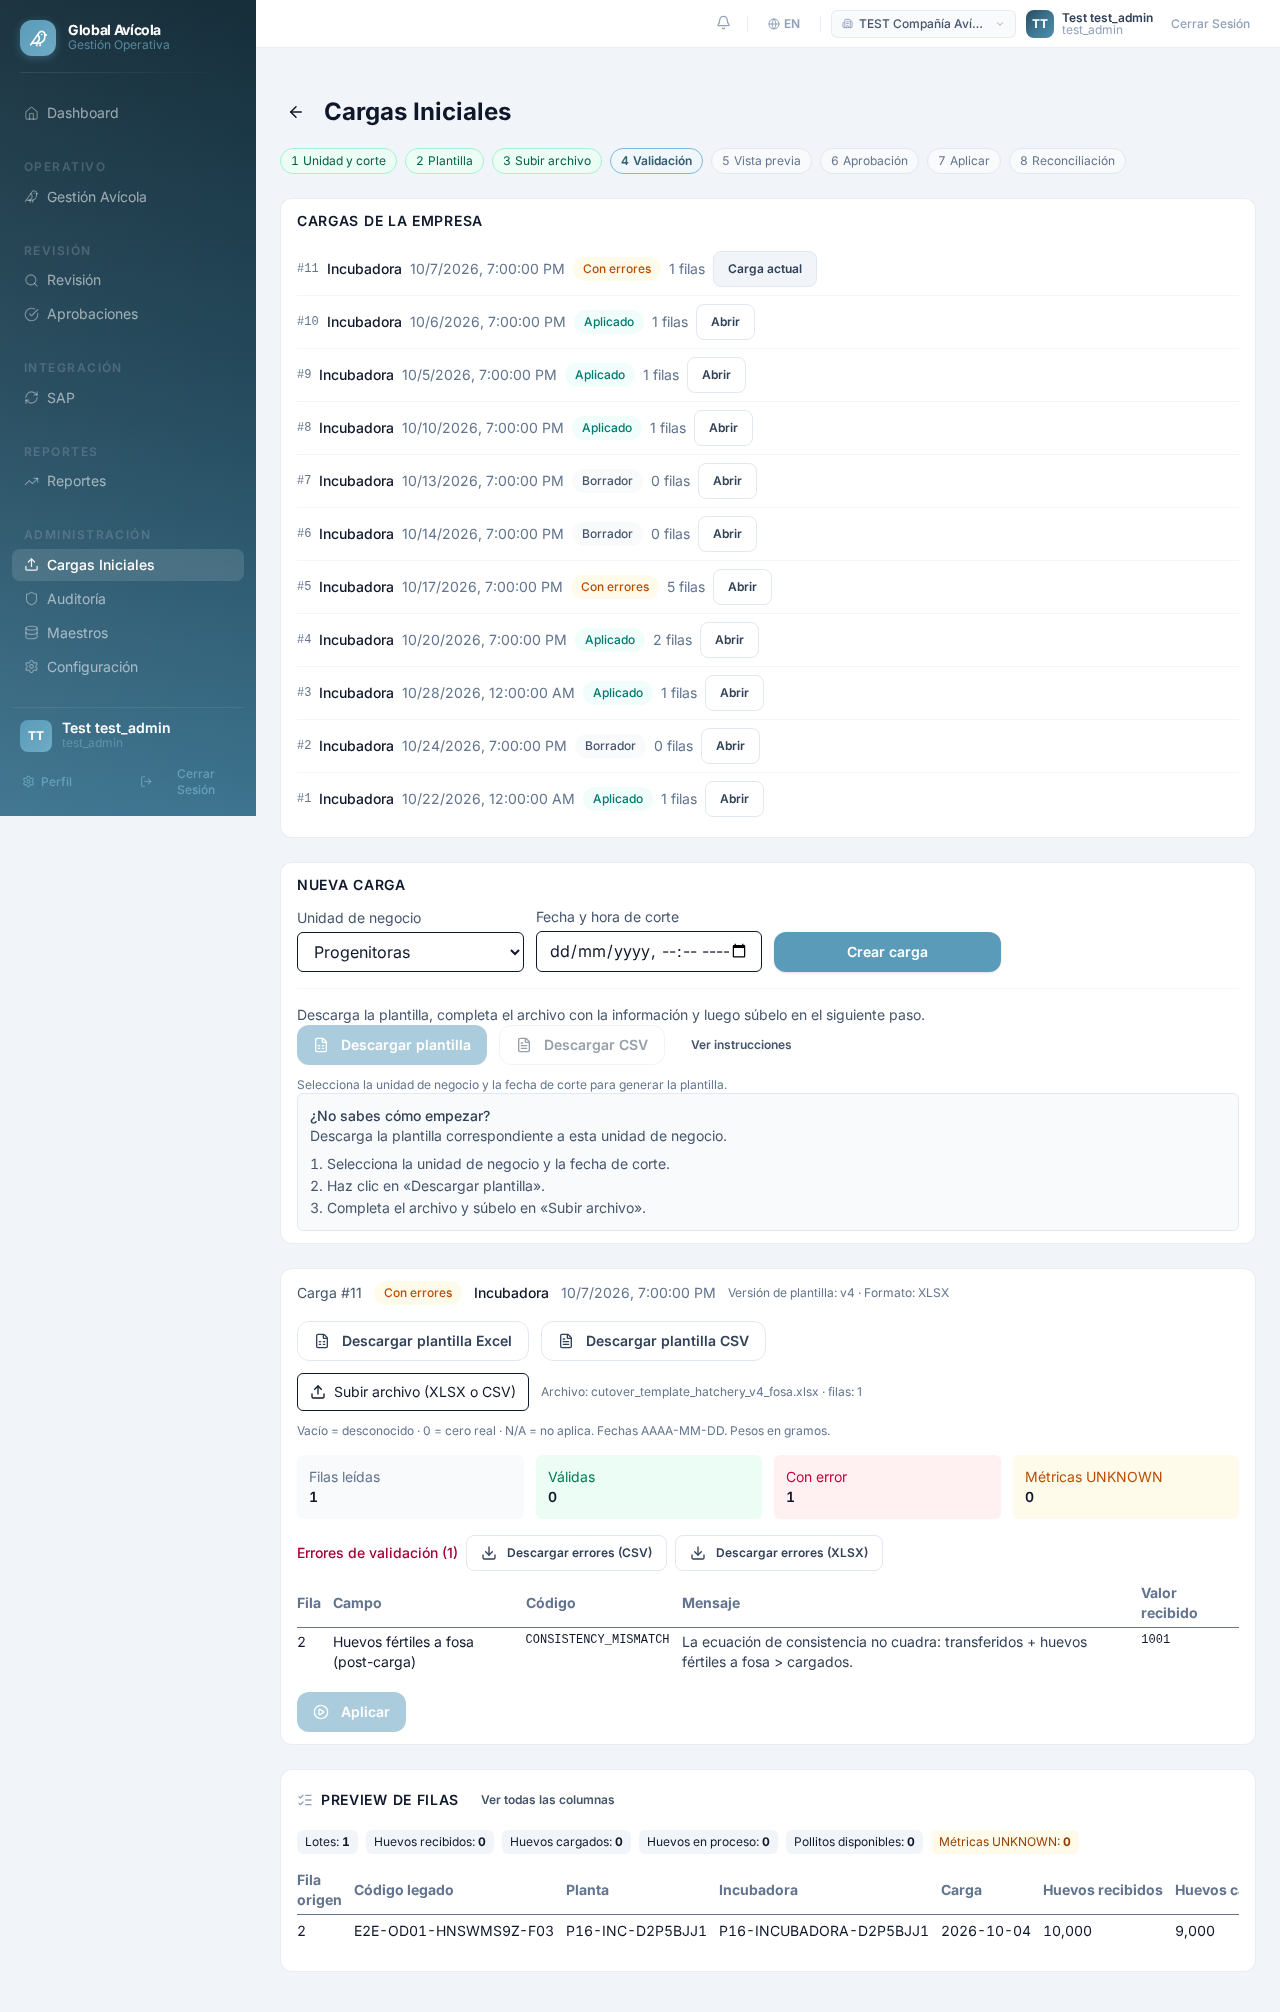 Global Avícola
Gestión Operativa
EN
TEST Compañía Aví...
TT
Test test_admin
test_admin
Cerrar Sesión
Dashboard
OPERATIVO
Gestión Avícola
REVISIÓN
Revisión
Aprobaciones
INTEGRACIÓN
SAP
REPORTES
Reportes
ADMINISTRACIÓN
Cargas Iniciales
Auditoría
Maestros
Configuración
TT
Test test_admin
test_admin
Perfil
Cerrar Sesión
Cargas Iniciales
1 Unidad y corte
2 Plantilla
3 Subir archivo
4 Validación
5 Vista previa
6 Aprobación
7 Aplicar
8 Reconciliación
CARGAS DE LA EMPRESA
#11 Incubadora 10/7/2026, 7:00:00 PM Con errores 1 filas Carga actual
#10 Incubadora 10/6/2026, 7:00:00 PM Aplicado 1 filas Abrir
#9 Incubadora 10/5/2026, 7:00:00 PM Aplicado 1 filas Abrir
#8 Incubadora 10/10/2026, 7:00:00 PM Aplicado 1 filas Abrir
#7 Incubadora 10/13/2026, 7:00:00 PM Borrador 0 filas Abrir
#6 Incubadora 10/14/2026, 7:00:00 PM Borrador 0 filas Abrir
#5 Incubadora 10/17/2026, 7:00:00 PM Con errores 5 filas Abrir
#4 Incubadora 10/20/2026, 7:00:00 PM Aplicado 2 filas Abrir
#3 Incubadora 10/28/2026, 12:00:00 AM Aplicado 1 filas Abrir
#2 Incubadora 10/24/2026, 7:00:00 PM Borrador 0 filas Abrir
#1 Incubadora 10/22/2026, 12:00:00 AM Aplicado 1 filas Abrir
NUEVA CARGA
Unidad de negocio
Fecha y hora de corte
Progenitoras
dd/mm/yyyy, --:-- ----
Crear carga
Descarga la plantilla, completa el archivo con la información y luego súbelo en el siguiente paso.
Descargar plantilla
Descargar CSV
Ver instrucciones
Selecciona la unidad de negocio y la fecha de corte para generar la plantilla.
¿No sabes cómo empezar?
Descarga la plantilla correspondiente a esta unidad de negocio.
1. Selecciona la unidad de negocio y la fecha de corte.
2. Haz clic en «Descargar plantilla».
3. Completa el archivo y súbelo en «Subir archivo».
Carga #11 Con errores Incubadora 10/7/2026, 7:00:00 PM Versión de plantilla: v4 · Formato: XLSX
Descargar plantilla Excel
Descargar plantilla CSV
Subir archivo (XLSX o CSV)
Archivo: cutover_template_hatchery_v4_fosa.xlsx · filas: 1
Vacío = desconocido · 0 = cero real · N/A = no aplica. Fechas AAAA-MM-DD. Pesos en gramos.
Filas leídas
1
Válidas
0
Con error
1
Métricas UNKNOWN
0
Errores de validación (1)
Descargar errores (CSV)
Descargar errores (XLSX)
Fila Campo Código Mensaje Valor recibido
2 Huevos fértiles a fosa (post-carga) CONSISTENCY_MISMATCH La ecuación de consistencia no cuadra: transferidos + huevos fértiles a fosa > cargados. 1001
Aplicar
PREVIEW DE FILAS
Ver todas las columnas
Lotes: 1
Huevos recibidos: 0
Huevos cargados: 0
Huevos en proceso: 0
Pollitos disponibles: 0
Métricas UNKNOWN: 0
Fila origen Código legado Planta Incubadora Carga Huevos recibidos Huevos c
2 E2E-OD01-HNSWMS9Z-F03 P16-INC-D2P5BJJ1 P16-INCUBADORA-D2P5BJJ1 2026-10-04 10,000 9,000